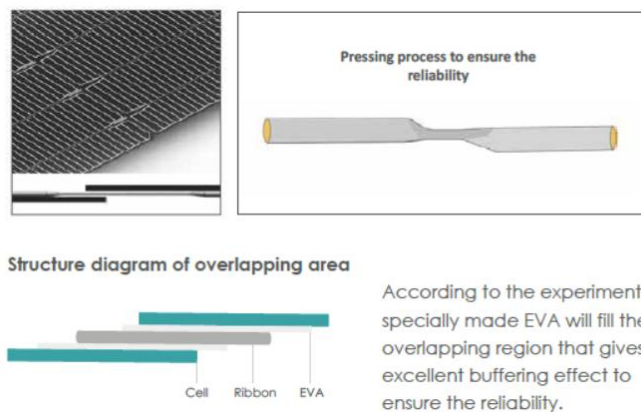 Pressing process to ensure the
reliability
Structure diagram of overlapping area
Cell Ribbon EVA
According to the experiment
specially made EVA will fill the
overlapping region that gives
excellent buffering effect to
ensure the reliability.